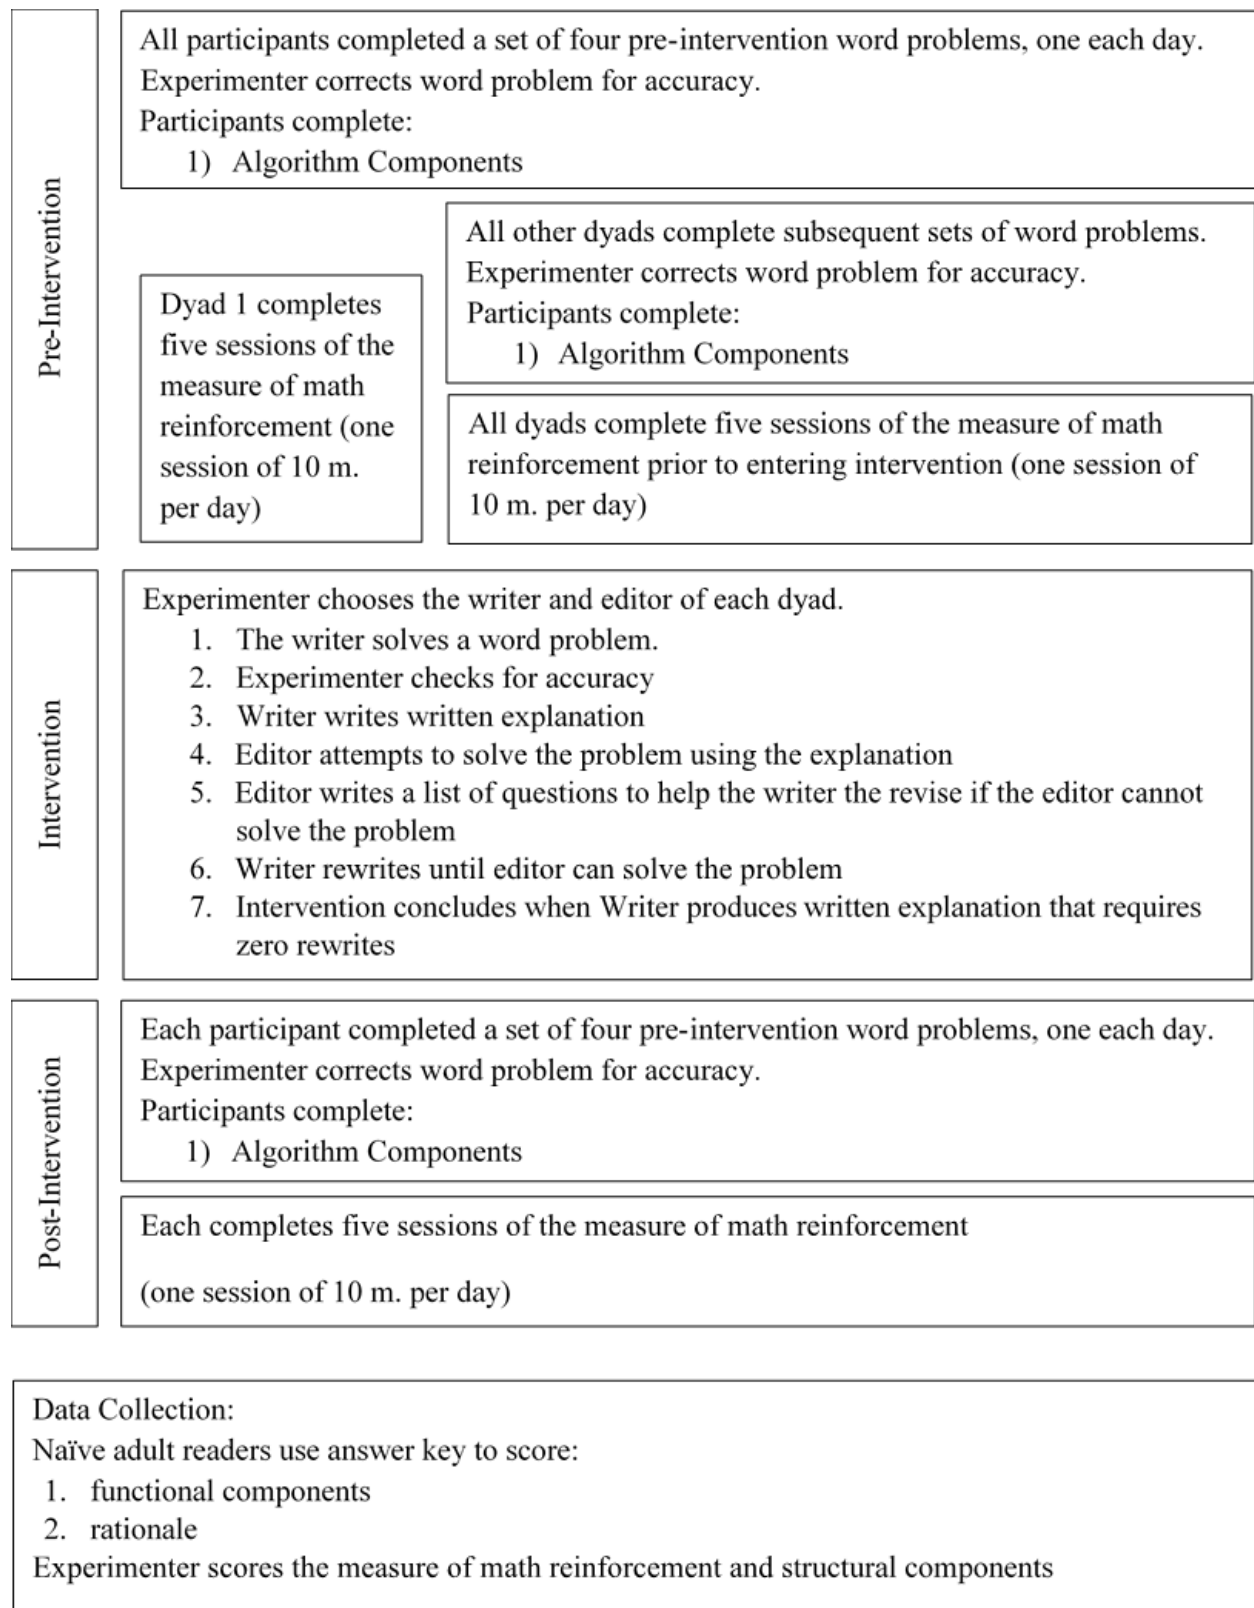 Pre-Intervention
All participants completed a set of four pre-intervention word problems, one each day.
Experimenter corrects word problem for accuracy.
Participants complete:
1) Algorithm Components
Dyad 1 completes
five sessions of the
measure of math
reinforcement (one
session of 10 m.
per day)
All other dyads complete subsequent sets of word problems.
Experimenter corrects word problem for accuracy.
Participants complete:
1) Algorithm Components
All dyads complete five sessions of the measure of math
reinforcement prior to entering intervention (one session of
10 m. per day)
Intervention
Experimenter chooses the writer and editor of each dyad.
1. The writer solves a word problem.
2. Experimenter checks for accuracy
3. Writer writes written explanation
4. Editor attempts to solve the problem using the explanation
5. Editor writes a list of questions to help the writer the revise if the editor cannot
solve the problem
6. Writer rewrites until editor can solve the problem
7. Intervention concludes when Writer produces written explanation that requires
zero rewrites
Post-Intervention
Each participant completed a set of four pre-intervention word problems, one each day.
Experimenter corrects word problem for accuracy.
Participants complete:
1) Algorithm Components
Each completes five sessions of the measure of math reinforcement
(one session of 10 m. per day)
Data Collection:
Naïve adult readers use answer key to score:
1. functional components
2. rationale
Experimenter scores the measure of math reinforcement and structural components